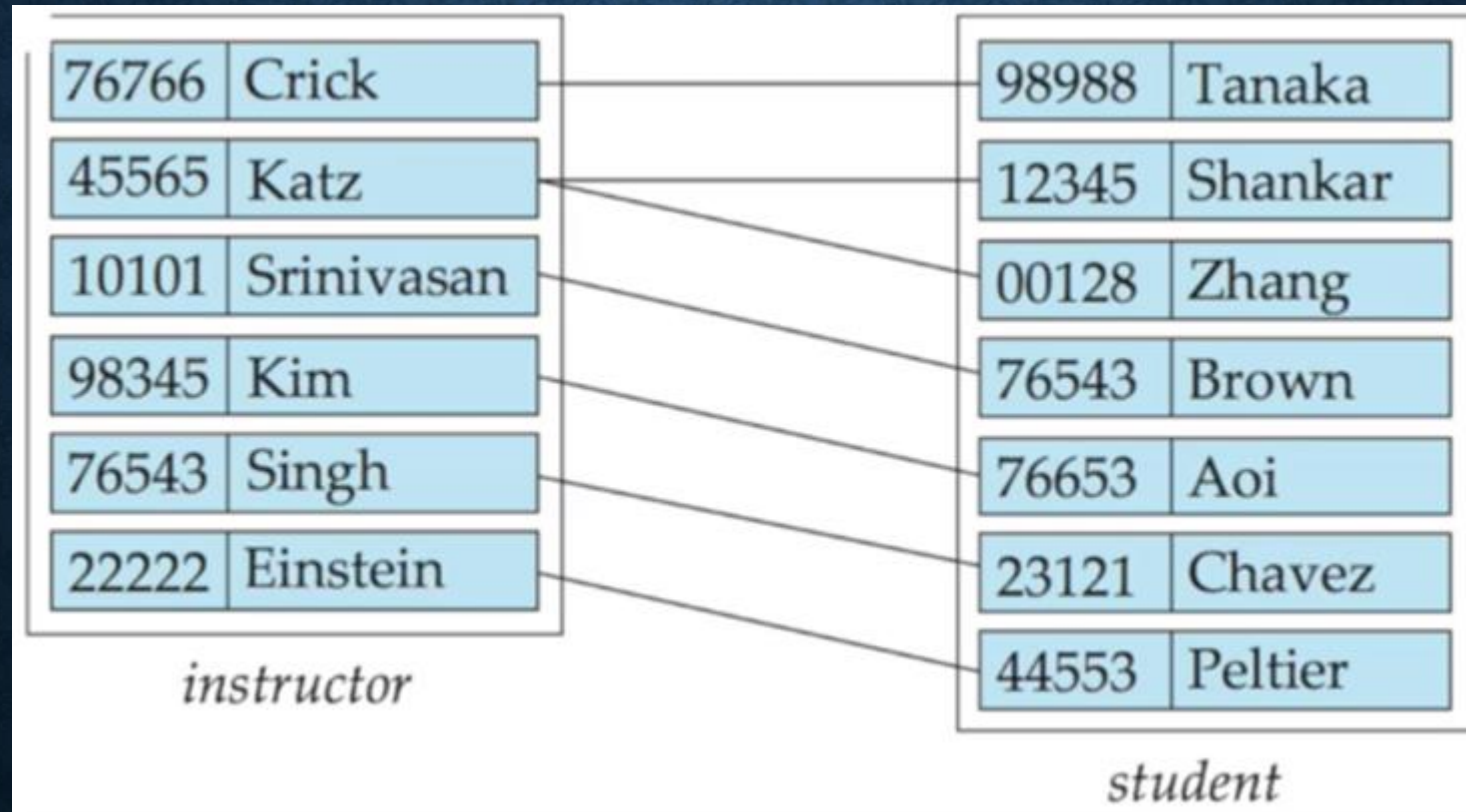 76766 Crick
45565 Katz
10101 Srinivasan
98345 Kim
76543 Singh
22222 Einstein
instructor
98988 Tanaka
12345 Shankar
00128 Zhang
76543 Brown
76653 Aoi
23121 Chavez
44553 Peltier
student